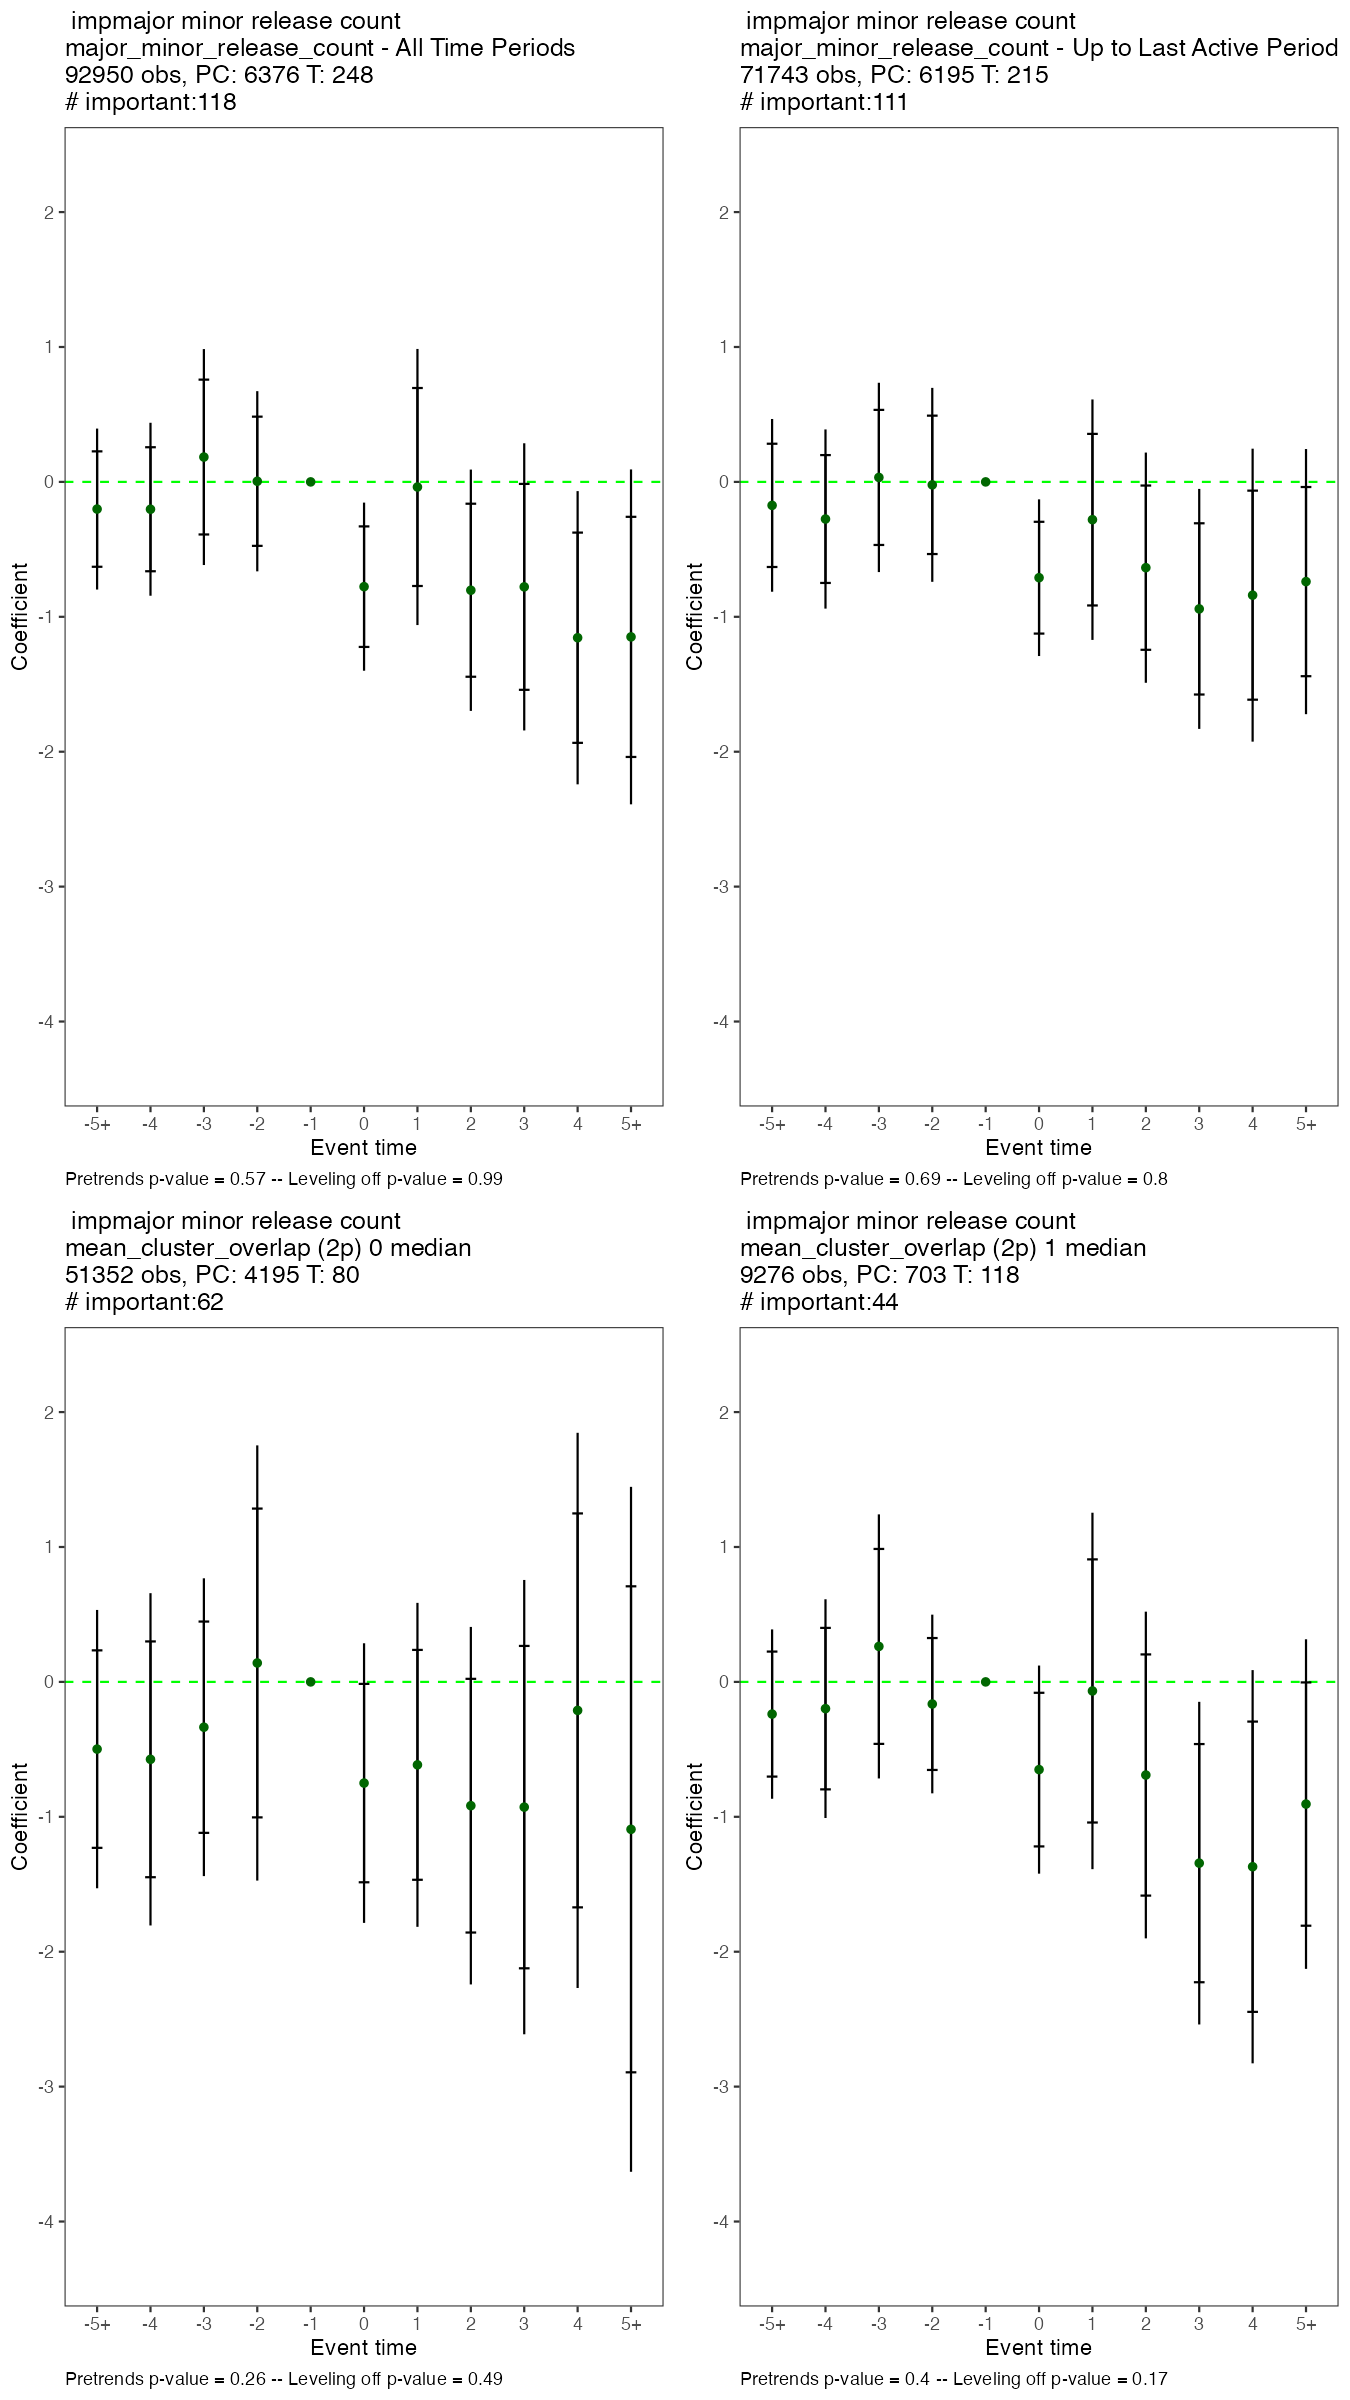 impmajor minor release count
major_minor_release_count - All Time Periods
92950 obs, PC: 6376 T: 248
# important:118
2
1
0
-1
-2
-3
-4
Coefficient
-5+ -4 -3 -2 -1 0 1 2 3 4 5+
Event time
Pretrends p-value = 0.57 -- Leveling off p-value = 0.99
impmajor minor release count
major_minor_release_count - Up to Last Active Period
71743 obs, PC: 6195 T: 215
# important:111
2
1
0
-1
-2
-3
-4
Coefficient
-5+ -4 -3 -2 -1 0 1 2 3 4 5+
Event time
Pretrends p-value = 0.69 -- Leveling off p-value = 0.8
impmajor minor release count
mean_cluster_overlap (2p) 0 median
51352 obs, PC: 4195 T: 80
# important:62
2
1
0
-1
-2
-3
-4
Coefficient
-5+ -4 -3 -2 -1 0 1 2 3 4 5+
Event time
Pretrends p-value = 0.26 -- Leveling off p-value = 0.49
impmajor minor release count
mean_cluster_overlap (2p) 1 median
9276 obs, PC: 703 T: 118
# important:44
2
1
0
-1
-2
-3
-4
Coefficient
-5+ -4 -3 -2 -1 0 1 2 3 4 5+
Event time
Pretrends p-value = 0.4 -- Leveling off p-value = 0.17